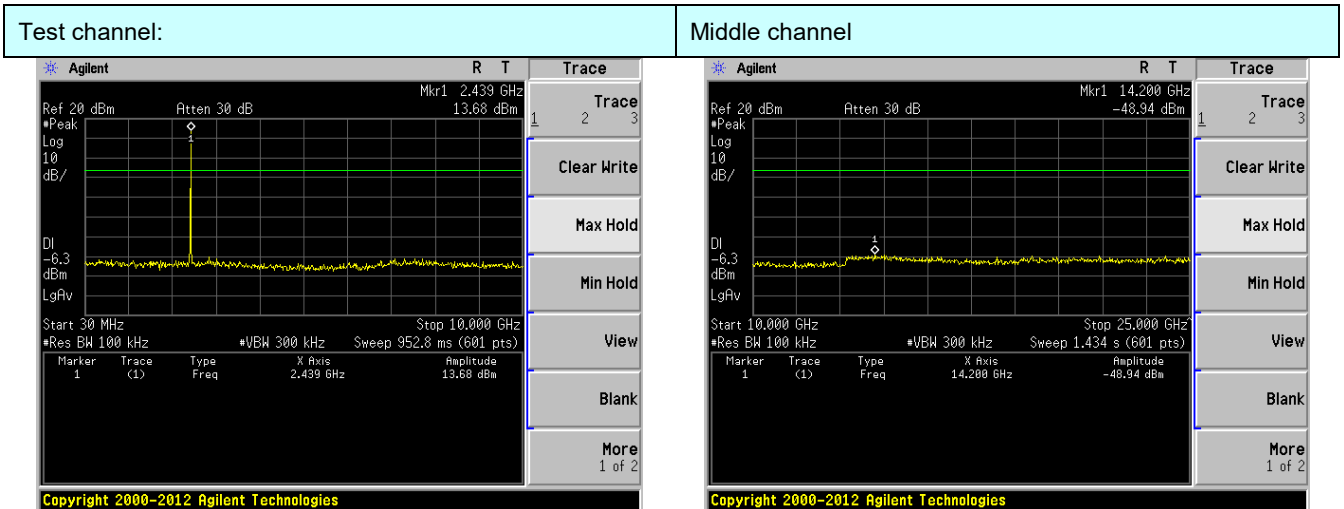 Test channel: Middle channel
Agilent R T Trace
Mkr1 2.439 GHz
Ref 20 dBm Atten 30 dB 13.68 dBm
#Peak
Log
10
dB/
1
DI
-6.3
dBm
LgAv
Start 30 MHz Stop 10.000 GHz
#Res BW 100 kHz #VBW 300 kHz Sweep 952.8 ms (601 pts)
Marker Trace Type X Axis Amplitude
1 (1) Freq 2.439 GHz 13.68 dBm
Trace
1 2 3
Clear Write
Max Hold
Min Hold
View
Blank
More
1 of 2
Copyright 2000-2012 Agilent Technologies
Agilent R T Trace
Mkr1 14.200 GHz
Ref 20 dBm Atten 30 dB -48.94 dBm
#Peak
Log
10
dB/
1
DI
-6.3
dBm
LgAv
Start 10.000 GHz Stop 25.000 GHz
#Res BW 100 kHz #VBW 300 kHz Sweep 1.434 s (601 pts)
Marker Trace Type X Axis Amplitude
1 (1) Freq 14.200 GHz -48.94 dBm
Trace
1 2 3
Clear Write
Max Hold
Min Hold
View
Blank
More
1 of 2
Copyright 2000-2012 Agilent Technologies